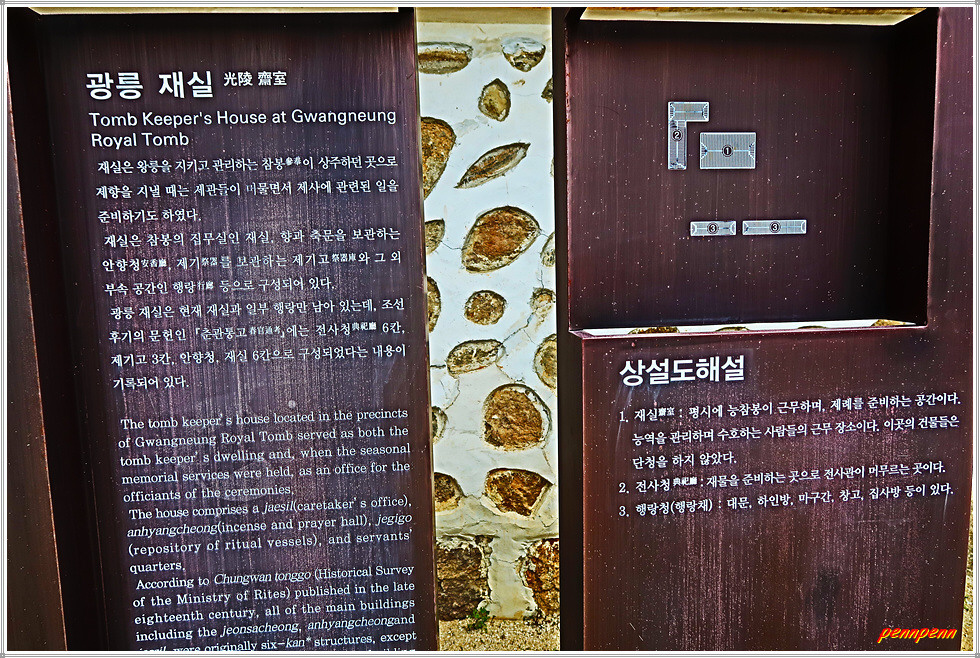 광릉 재실 光陵 齋室
Tomb Keeper's House at Gwangneung
Royal Tomb
재실은 왕릉을 지키고 관리하는 참봉參奉이 상주하던 곳으로
제향을 지낼 때는 제관들이 머물면서 제사에 관련된 일을
준비하기도 하였다.
재실은 참봉의 집무실인 재실, 향과 축문을 보관하는
안향청安香廳, 제기祭器를 보관하는 제기고祭器庫와 그 외
부속 공간인 행랑行廊 등으로 구성되어 있다.
광릉 재실은 현재 재실과 일부 행랑만 남아 있는데, 조선
후기의 문헌인 『춘관통고春官通考』에는 전사청典祀廳 6칸,
제기고 3칸, 안향청, 재실 6칸으로 구성되었다는 내용이
기록되어 있다.
The tomb keeper's house located in the precincts
of Gwangneung Royal Tomb served as both the
tomb keeper's dwelling and, when the seasonal
memorial services were held, as an office for the
officiants of the ceremonies.
The house comprises a jaesil(caretaker's office),
anhyangcheong(incense and prayer hall), jegigo
(repository of ritual vessels), and servants'
quarters.
According to Chungwan tonggo (Historical Survey
of the Ministry of Rites) published in the late
eighteenth century, all of the main buildings
including the jeonsacheong, anhyangcheongand
jaesil, were originally six-kan* structures, except
②
①
③
③
상설도해설
1. 재실齋室 : 평시에 능참봉이 근무하며, 제례를 준비하는 공간이다.
능역을 관리하며 수호하는 사람들의 근무 장소이다. 이곳의 건물들은
단청을 하지 않았다.
2. 전사청典祀廳 : 재물을 준비하는 곳으로 전사관이 머무르는 곳이다.
3. 행랑청(행랑채) : 대문, 하인방, 마구간, 창고, 집사방 등이 있다.
pennpenn